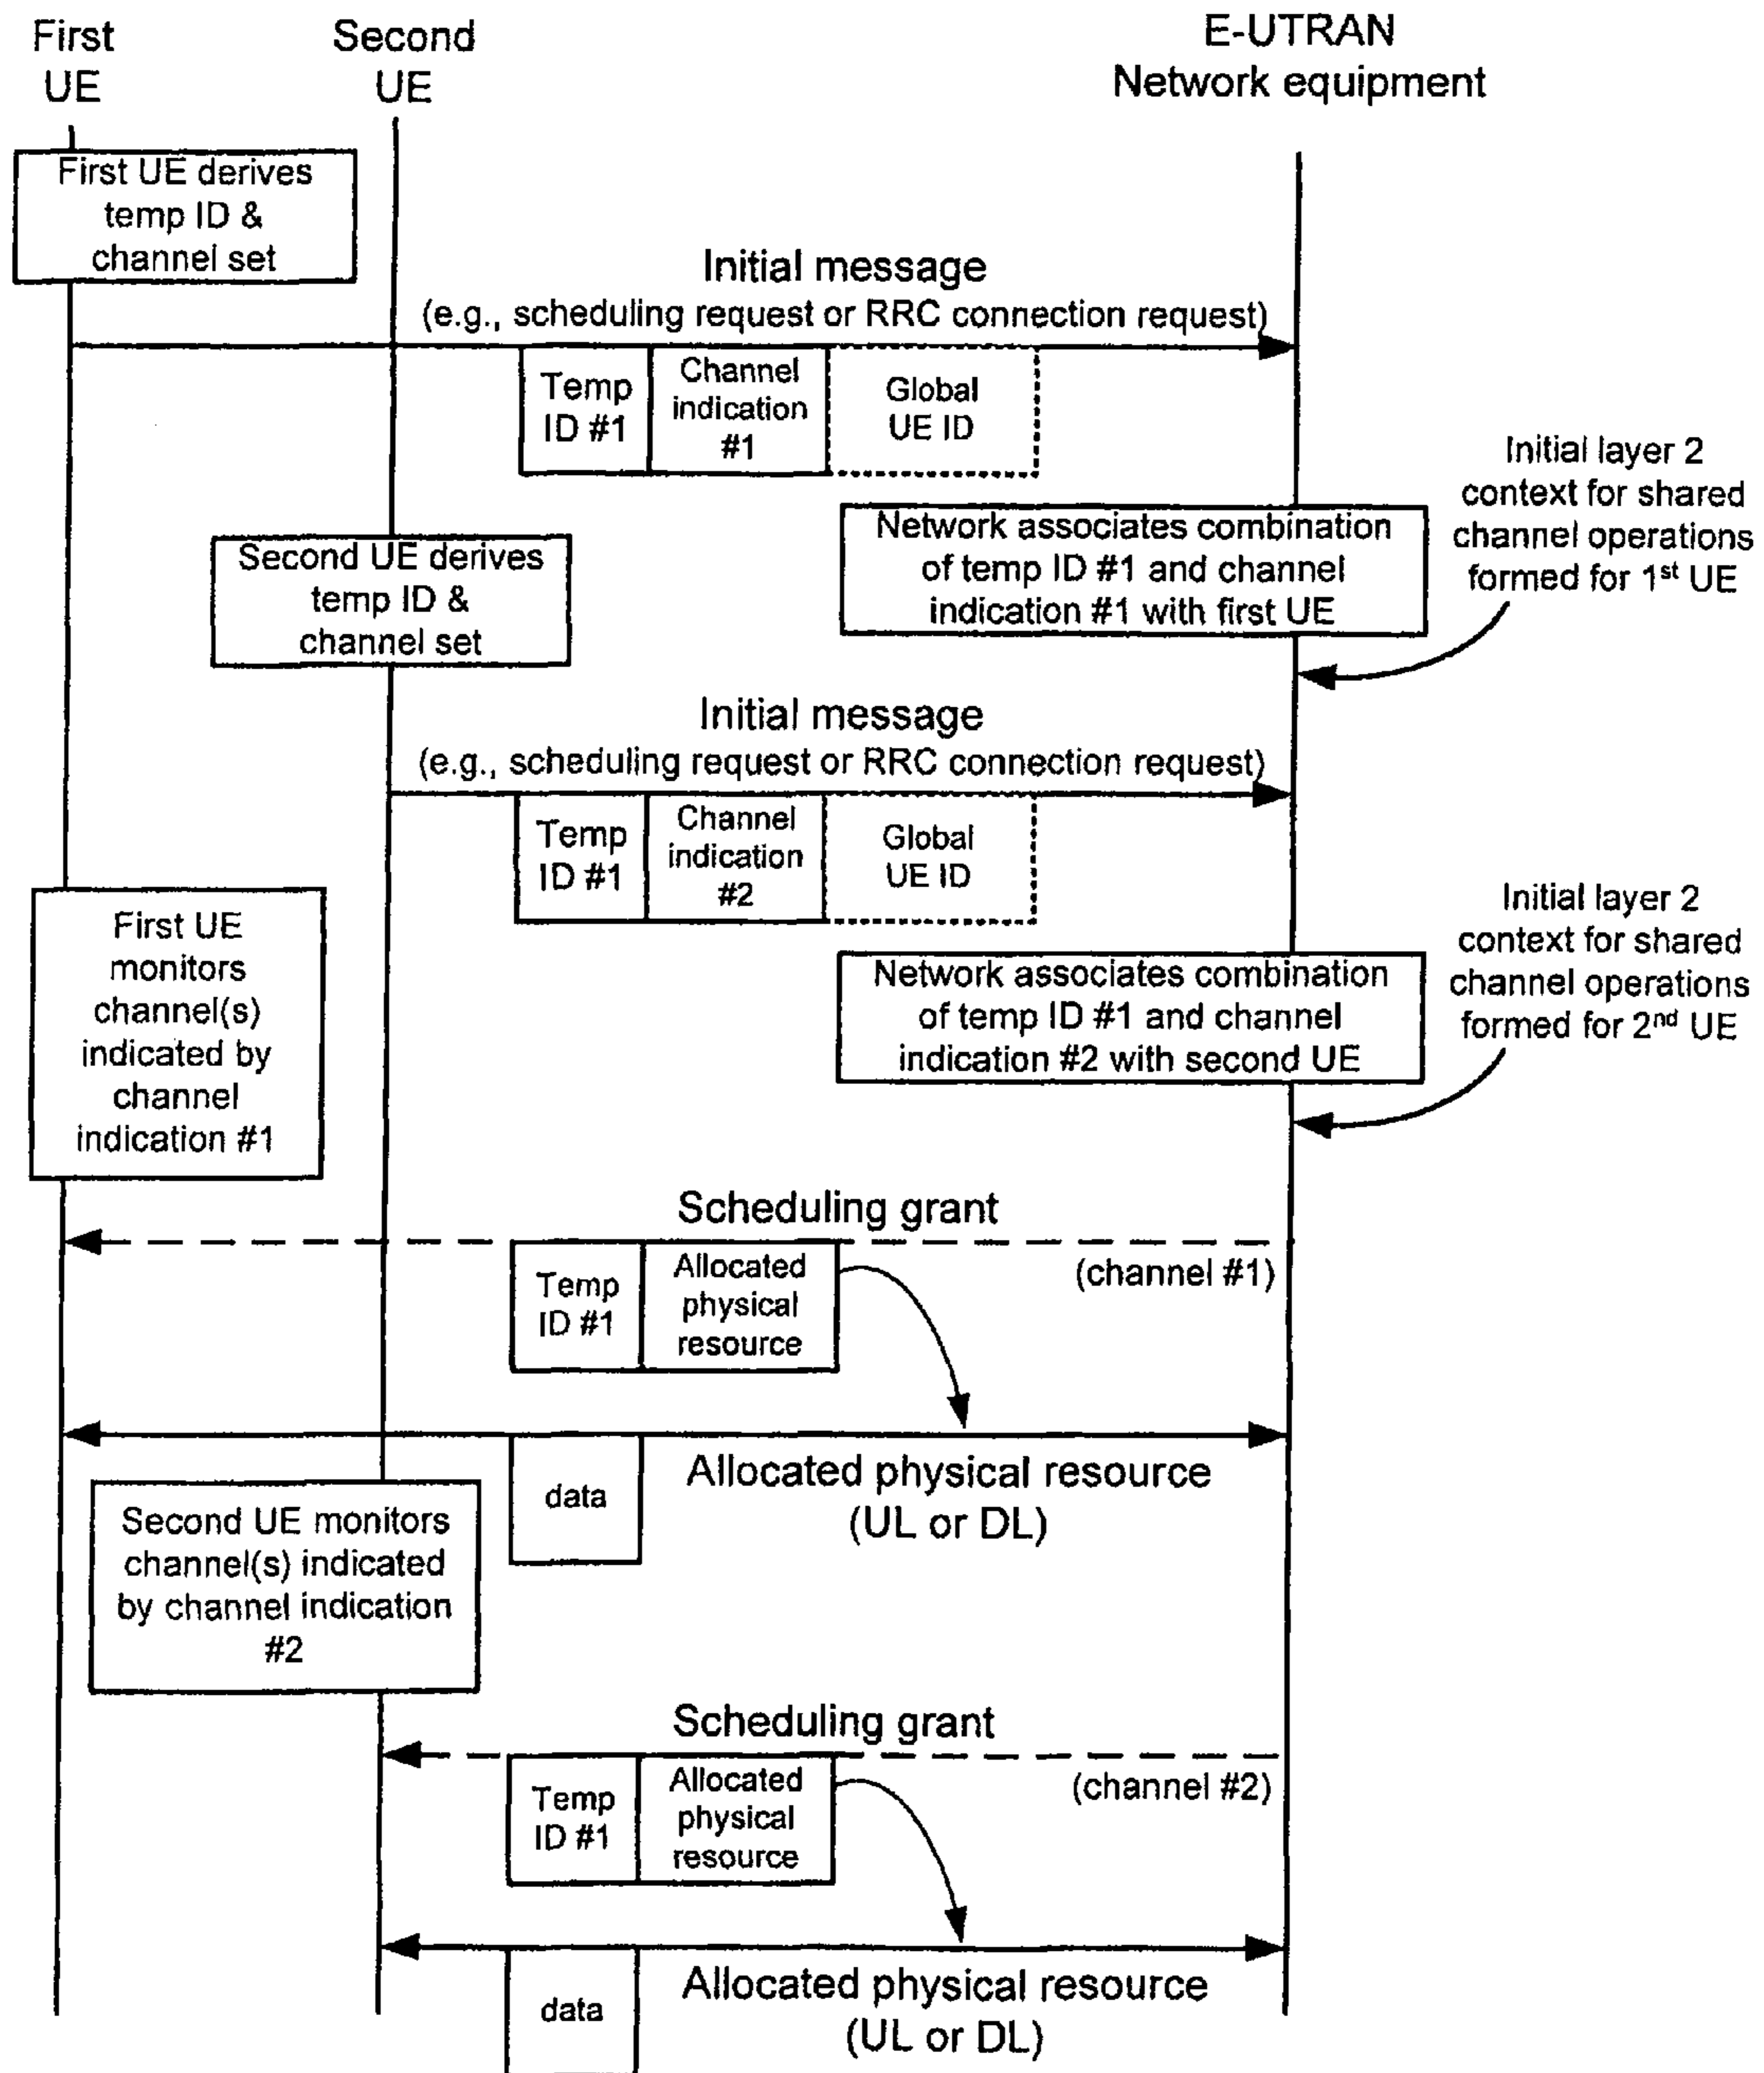 First
UE
Second
UE
E-UTRAN
Network equipment
First UE derives
temp ID &
channel set
Initial message
(e.g., scheduling request or RRC connection request)
Temp
ID #1
Channel
indication
#1
Global
UE ID
Initial layer 2
context for shared
channel operations
formed for 1st UE
Network associates combination
of temp ID #1 and channel
indication #1 with first UE
Second UE derives
temp ID &
channel set
Initial message
(e.g., scheduling request or RRC connection request)
Temp
ID #1
Channel
indication
#2
Global
UE ID
First UE
monitors
channel(s)
indicated by
channel
indication #1
Initial layer 2
context for shared
channel operations
formed for 2nd UE
Network associates combination
of temp ID #1 and channel
indication #2 with second UE
Scheduling grant
(channel #1)
Temp
ID #1
Allocated
physical
resource
data
Allocated physical resource
(UL or DL)
Second UE monitors
channel(s) indicated
by channel indication
#2
Scheduling grant
(channel #2)
Temp
ID #1
Allocated
physical
resource
data
Allocated physical resource
(UL or DL)